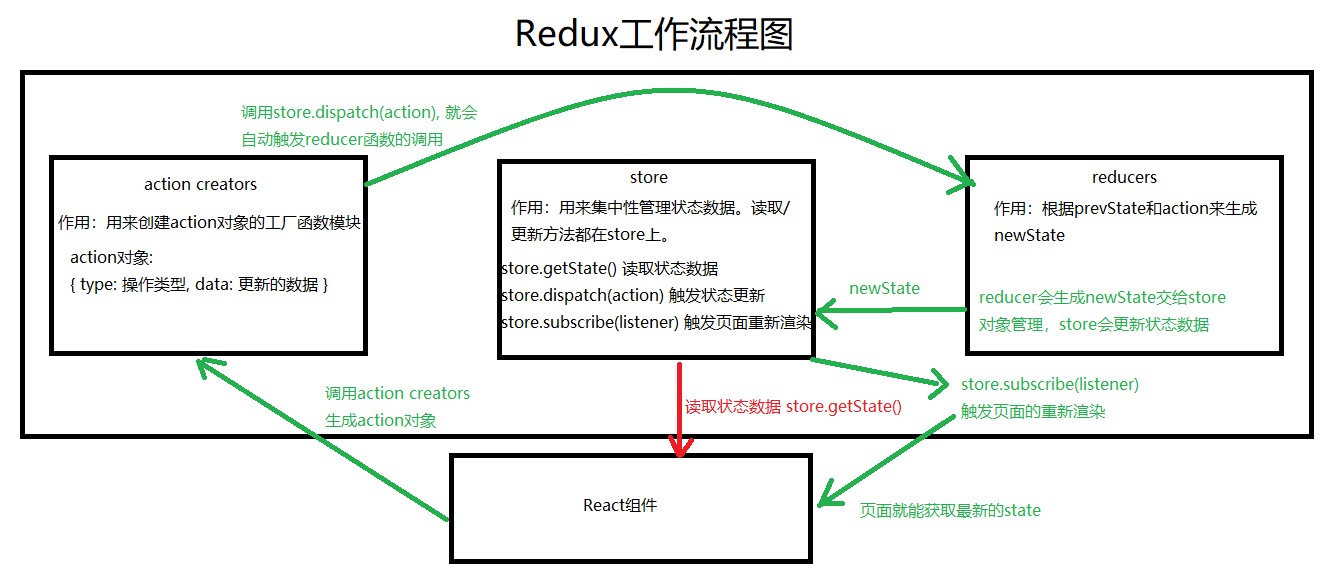 Redux工作流程图
调用store.dispatch(action), 就会
自动触发reducer函数的调用
action creators
作用：用来创建action对象的工厂函数模块
action对象:
{ type: 操作类型, data: 更新的数据 }
store
作用：用来集中性管理状态数据。读取/
更新方法都在store上。
store.getState() 读取状态数据
store.dispatch(action) 触发状态更新
store.subscribe(listener) 触发页面重新渲染
reducers
作用：根据prevState和action来生成
newState
newState
reducer会生成newState交给store
对象管理，store会更新状态数据
调用action creators
生成action对象
读取状态数据 store.getState()
store.subscribe(listener)
触发页面的重新渲染
React组件
页面就能获取最新的state